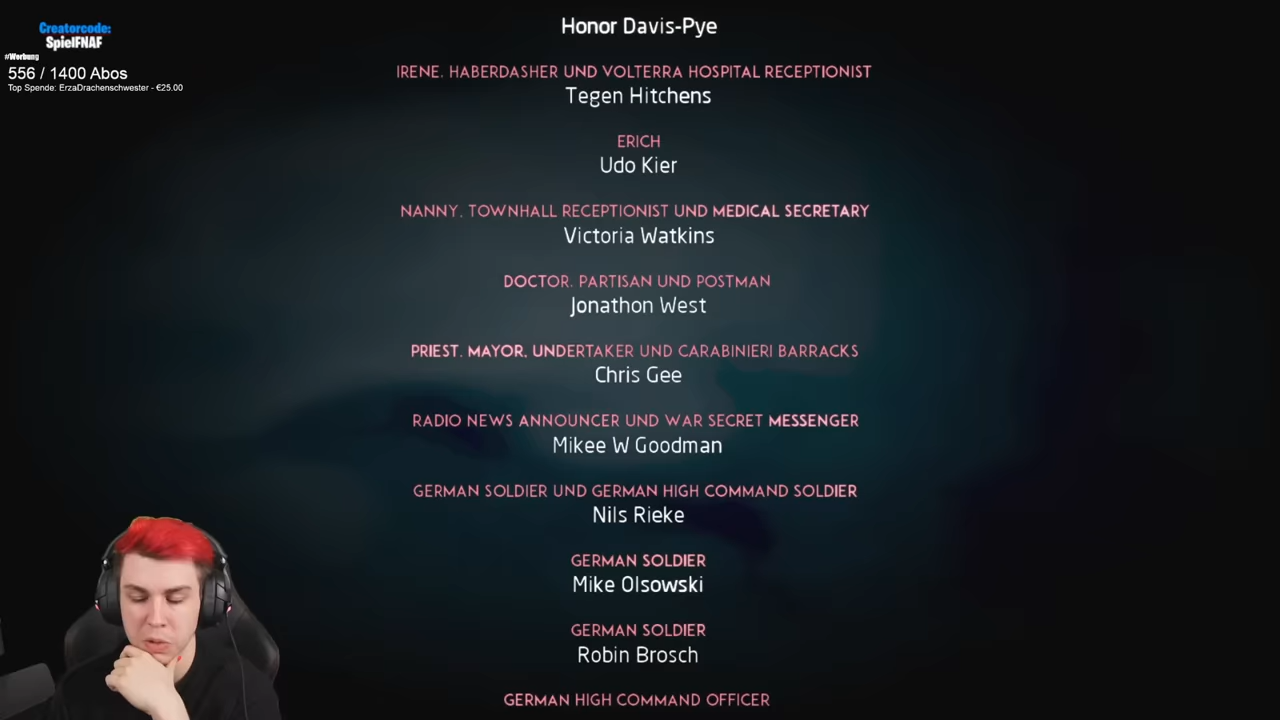 Creatorcode:
SpielFNAF
#Werbung
556 / 1400 Abos
Top Spende: ErzaDrachenschwester - €25.00
Honor Davis-Pye
IRENE, HABERDASHER UND VOLTERRA HOSPITAL RECEPTIONIST
Tegen Hitchens
ERICH
Udo Kier
NANNY, TOWNHALL RECEPTIONIST UND MEDICAL SECRETARY
Victoria Watkins
DOCTOR, PARTISAN UND POSTMAN
Jonathon West
PRIEST, MAYOR, UNDERTAKER UND CARABINIERI BARRACKS
Chris Gee
RADIO NEWS ANNOUNCER UND WAR SECRET MESSENGER
Mikee W Goodman
GERMAN SOLDIER UND GERMAN HIGH COMMAND SOLDIER
Nils Rieke
GERMAN SOLDIER
Mike Olsowski
GERMAN SOLDIER
Robin Brosch
GERMAN HIGH COMMAND OFFICER